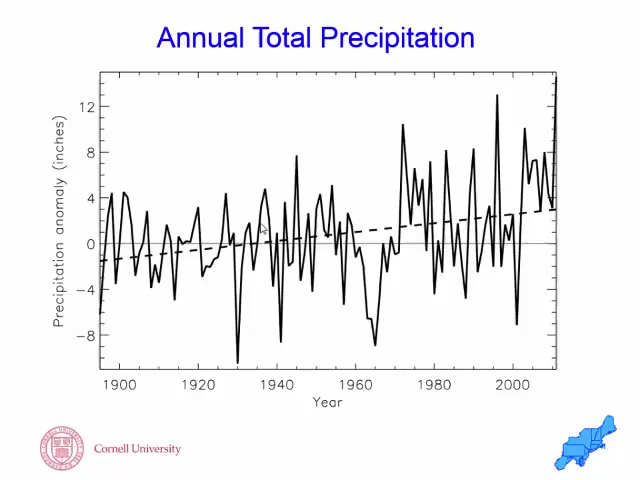 Annual Total Precipitation
12
8
4
0
−4
−8
Precipitation anomaly (inches)
1900 1920 1940 1960 1980 2000
Year
Cornell University